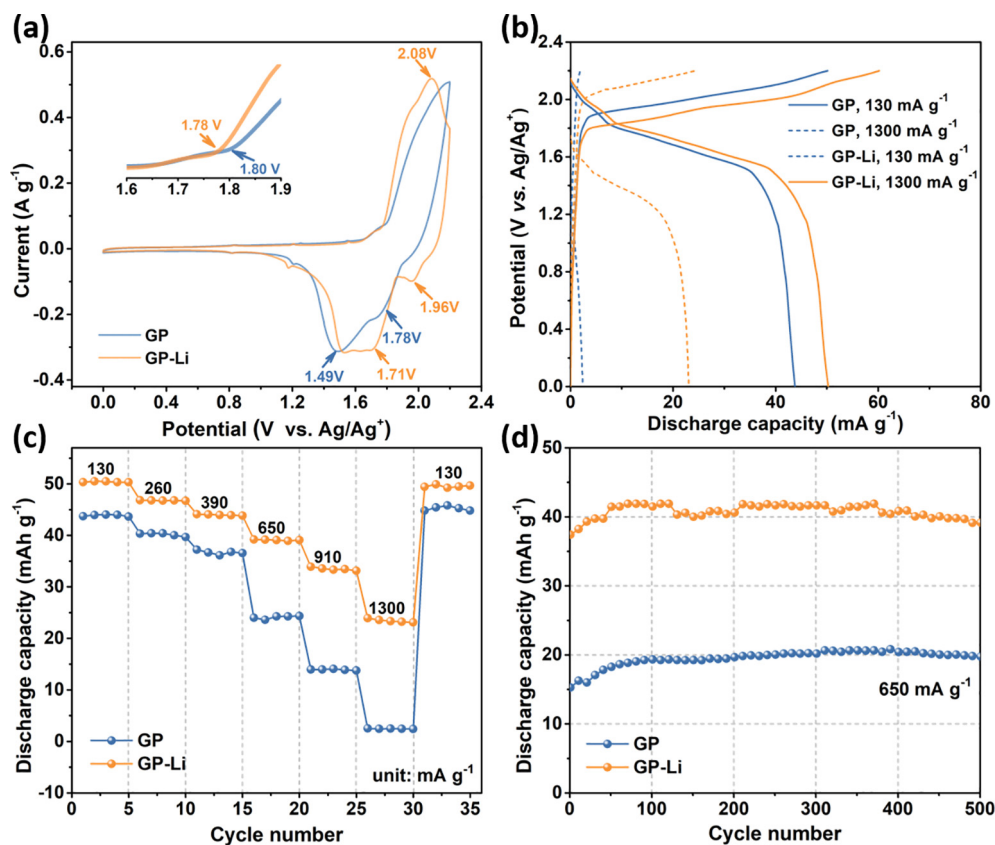 (a)
0.6
0.4
0.2
0.0
-0.2
-0.4
Current (A g⁻¹)
2.08V
1.78 V
1.80 V
1.6 1.7 1.8 1.9
1.96V
1.78V
1.71V
1.49V
GP
GP-Li
0.0 0.4 0.8 1.2 1.6 2.0 2.4
Potential (V vs. Ag/Ag⁺)
(b)
2.4
2.0
1.6
1.2
0.8
0.4
0.0
Potential (V vs. Ag/Ag⁺)
GP, 130 mA g⁻¹
GP, 1300 mA g⁻¹
GP-Li, 130 mA g⁻¹
GP-Li, 1300 mA g⁻¹
0 20 40 60 80
Discharge capacity (mA g⁻¹)
(c)
60
50
40
30
20
10
0
-10
Discharge capacity (mAh g⁻¹)
130
260
390
650
910
1300
130
GP
GP-Li
unit: mA g⁻¹
0 5 10 15 20 25 30 35
Cycle number
(d)
50
40
30
20
10
0
Discharge capacity (mAh g⁻¹)
650 mA g⁻¹
GP
GP-Li
0 100 200 300 400 500
Cycle number